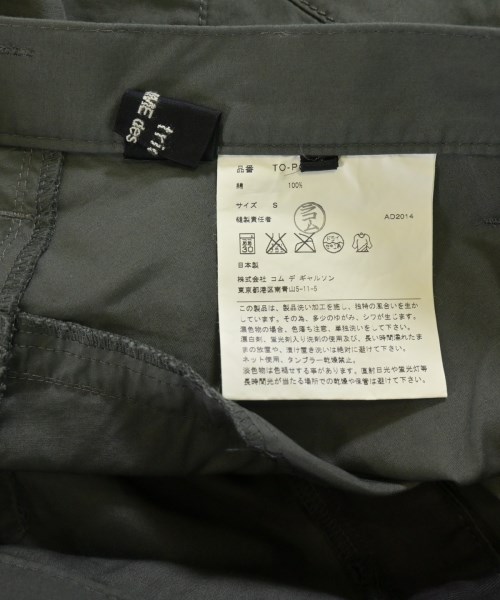 tric
ME des
品番 TO-P
綿 100%
サイズ S
縫製責任者
コム
AD2014
30
日本製
株式会社 コム デ ギャルソン
東京都港区南青山5-11-5
この製品は、製品洗い加工を施し、独特の風合いを生か
しています。その為、多少のゆがみ、シワが生じます。
濃色物の場合、色落ち注意、単独洗いをして下さい。
漂白剤、蛍光剤入り洗剤の使用及び、長い時間濡れたま
まの放置や、漬け置き洗いは絶対に避けて下さい。
ネット使用、タンブラー乾燥禁止。
淡色物は色褪せする事があります。直射日光や蛍光灯等
長時間光が当たる場所での乾燥や保管は避けて下さい。